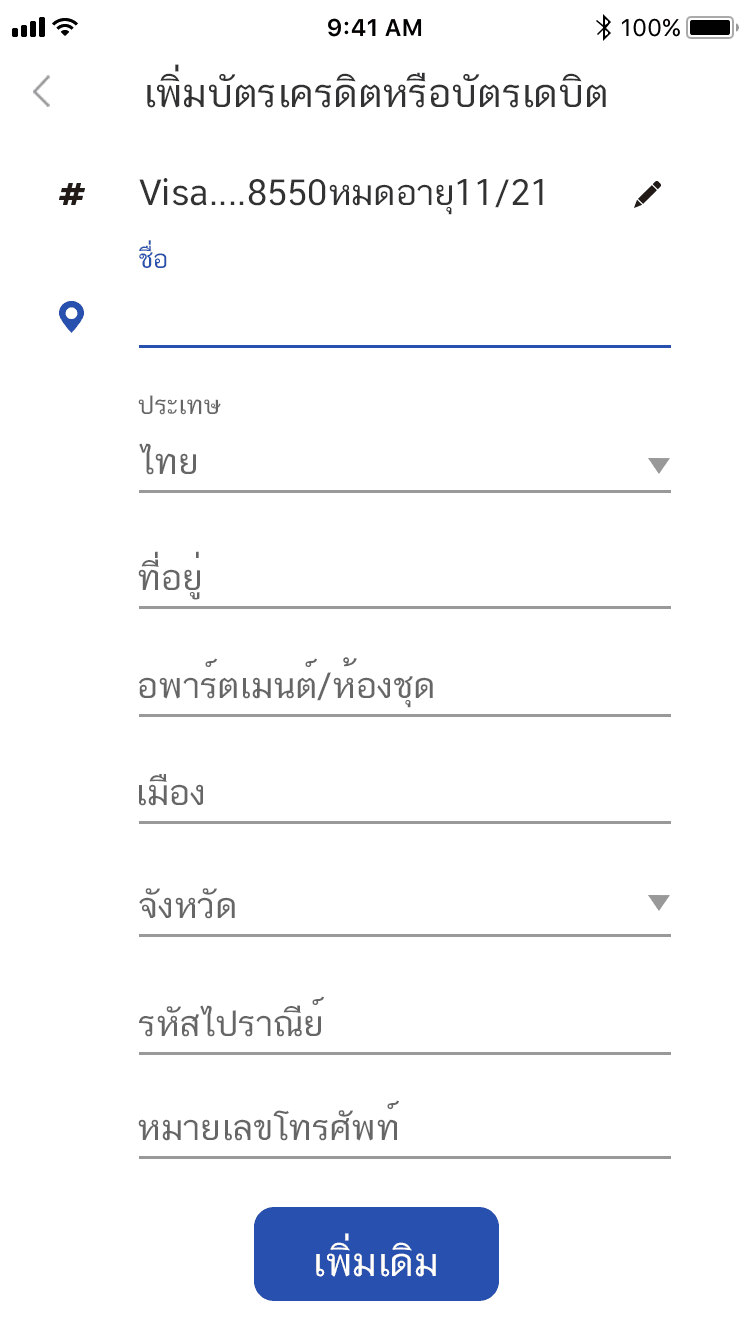 9:41 AM 100%
เพิ่มบัตรเครดิตหรือบัตรเดบิต
# Visa....8550หมดอายุ11/21
ชื่อ
ประเทษ
ไทย
ที่อยู่
อพาร์ตเมนต์/ห้องชุด
เมือง
จังหวัด
รหัสไปราณีย์
หมายเลขโทรศัพท์
เพิ่มเดิม